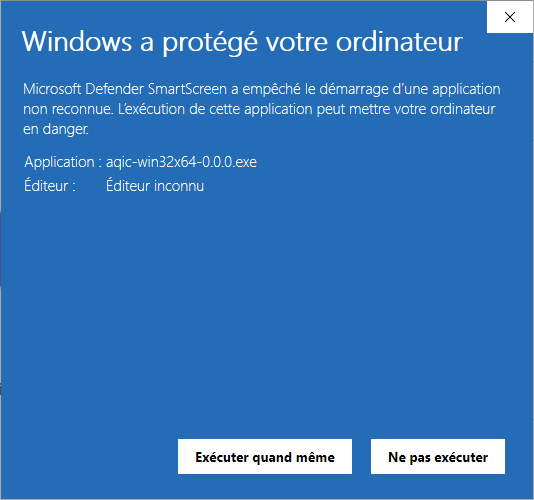 Windows a protégé votre ordinateur
Microsoft Defender SmartScreen a empêché le démarrage d’une application
non reconnue. L’exécution de cette application peut mettre votre ordinateur
en danger.
Application : aqic-win32x64-0.0.0.exe
Éditeur : Éditeur inconnu
Exécuter quand même Ne pas exécuter